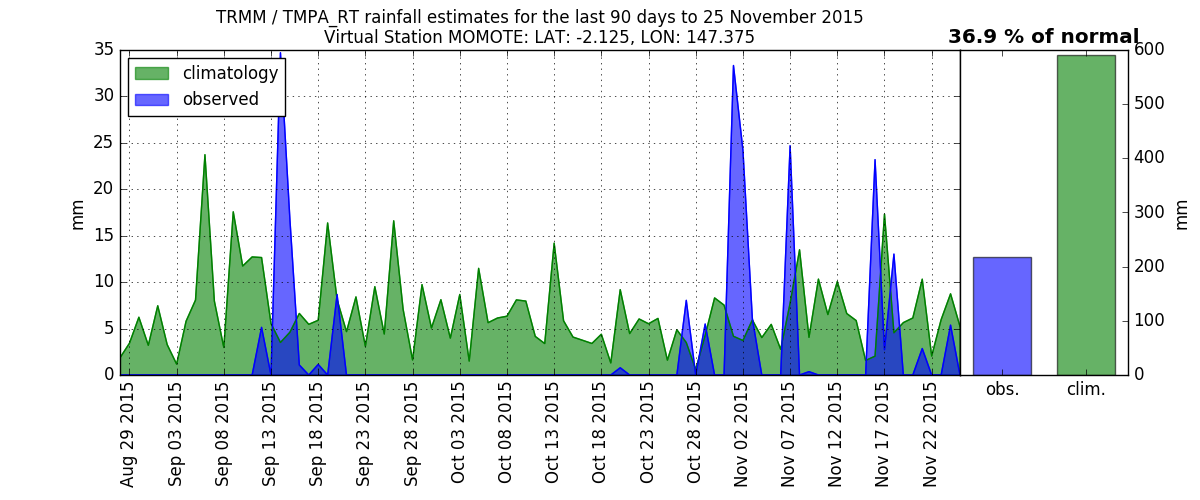 TRMM / TMPA_RT rainfall estimates for the last 90 days to 25 November 2015
Virtual Station MOMOTE: LAT: -2.125, LON: 147.375
36.9 % of normal
climatology
observed
35
30
25
20
15
10
5
0
mm
Aug 29 2015
Sep 03 2015
Sep 08 2015
Sep 13 2015
Sep 18 2015
Sep 23 2015
Sep 28 2015
Oct 03 2015
Oct 08 2015
Oct 13 2015
Oct 18 2015
Oct 23 2015
Oct 28 2015
Nov 02 2015
Nov 07 2015
Nov 12 2015
Nov 17 2015
Nov 22 2015
obs.
clim.
600
500
400
300
200
100
0
mm